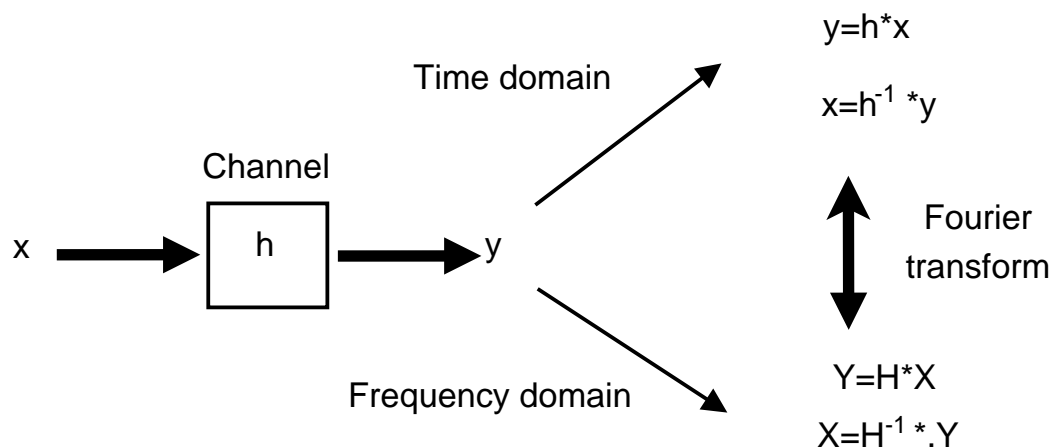 y=h*x
Time domain
x=h⁻¹ *y
Channel
x
h
y
Fourier
transform
Y=H*X
Frequency domain
X=H⁻¹ *.Y